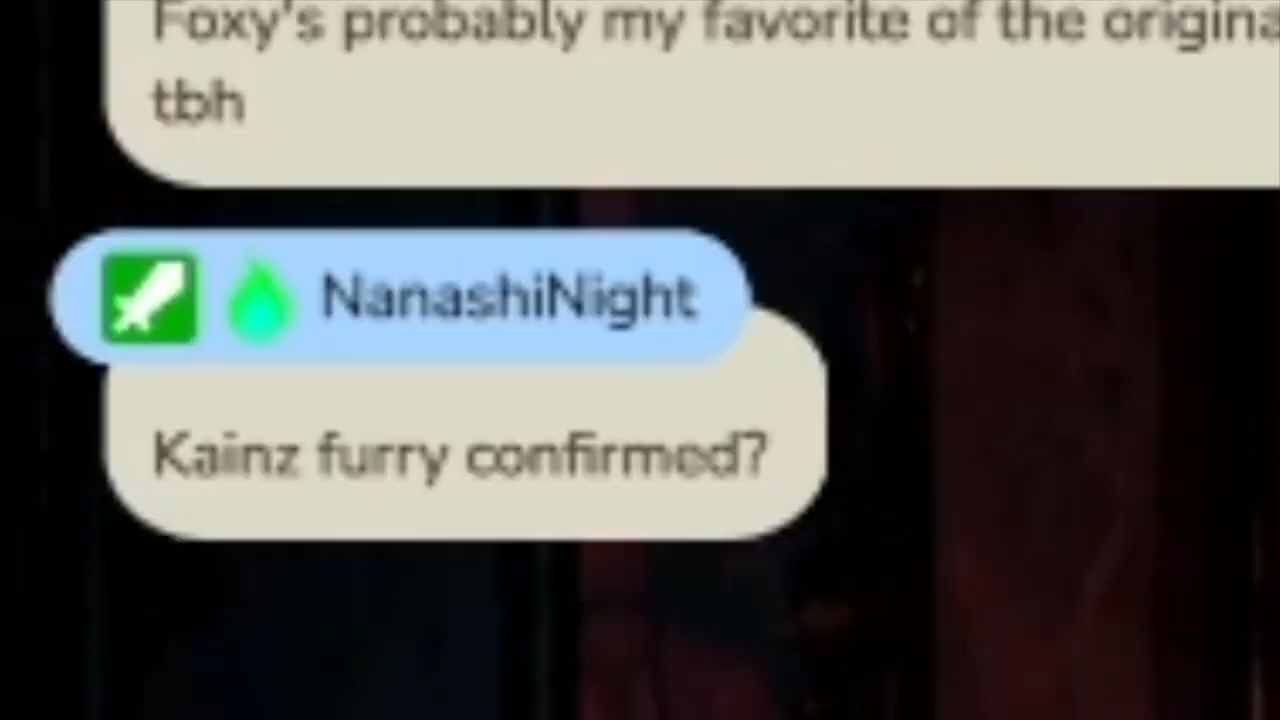 Foxy's probably my favorite of the origina
tbh
NanashiNight
Kainz furry confirmed?